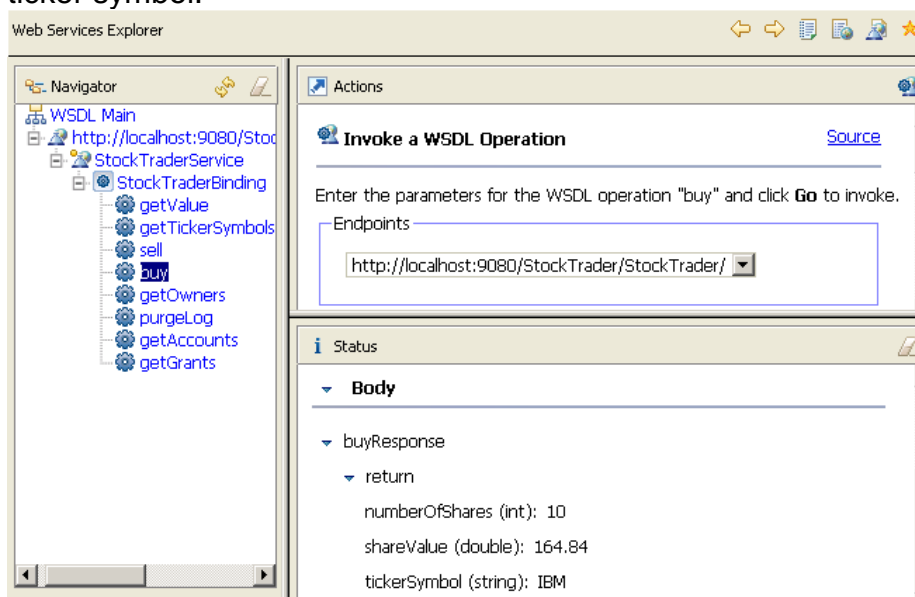 ticker symbol.
Web Services Explorer
Navigator
WSDL Main
http://localhost:9080/Stoc
StockTraderService
StockTraderBinding
getValue
getTickerSymbols
sell
buy
getOwners
purgeLog
getAccounts
getGrants
Actions
Invoke a WSDL Operation
Source
Enter the parameters for the WSDL operation "buy" and click Go to invoke.
Endpoints
http://localhost:9080/StockTrader/StockTrader/
i Status
Body
buyResponse
return
numberOfShares (int): 10
shareValue (double): 164.84
tickerSymbol (string): IBM